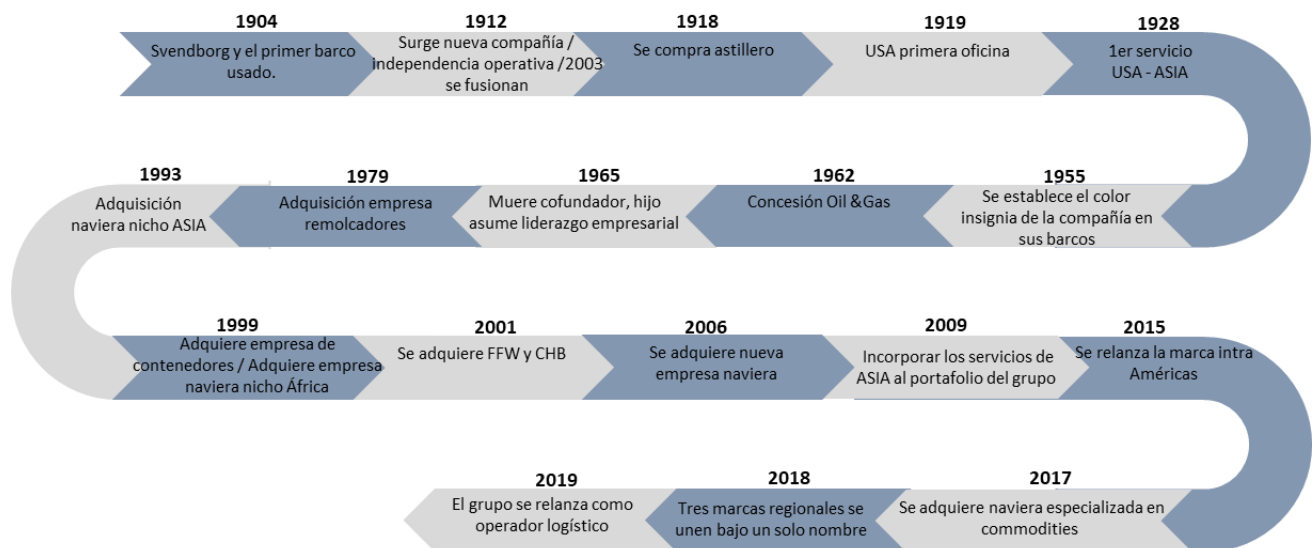 1904
Svendborg y el primer barco
usado.
1912
Surge nueva compañía /
independencia operativa /2003
se fusionan
1918
Se compra astillero
1919
USA primera oficina
1928
1er servicio
USA - ASIA
1955
Se establece el color
insignia de la compañía en
sus barcos
1962
Concesión Oil &Gas
1965
Muere cofundador, hijo
asume liderazgo empresarial
1979
Adquisición empresa
remolcadores
1993
Adquisición
naviera nicho ASIA
1999
Adquiere empresa de
contenedores / Adquiere empresa
naviera nicho África
2001
Se adquiere FFW y CHB
2006
Se adquiere nueva
empresa naviera
2009
Incorporar los servicios de
ASIA al portafolio del grupo
2015
Se relanza la marca intra
Américas
2017
Se adquiere naviera especializada en
commodities
2018
Tres marcas regionales se
unen bajo un solo nombre
2019
El grupo se relanza como
operador logístico